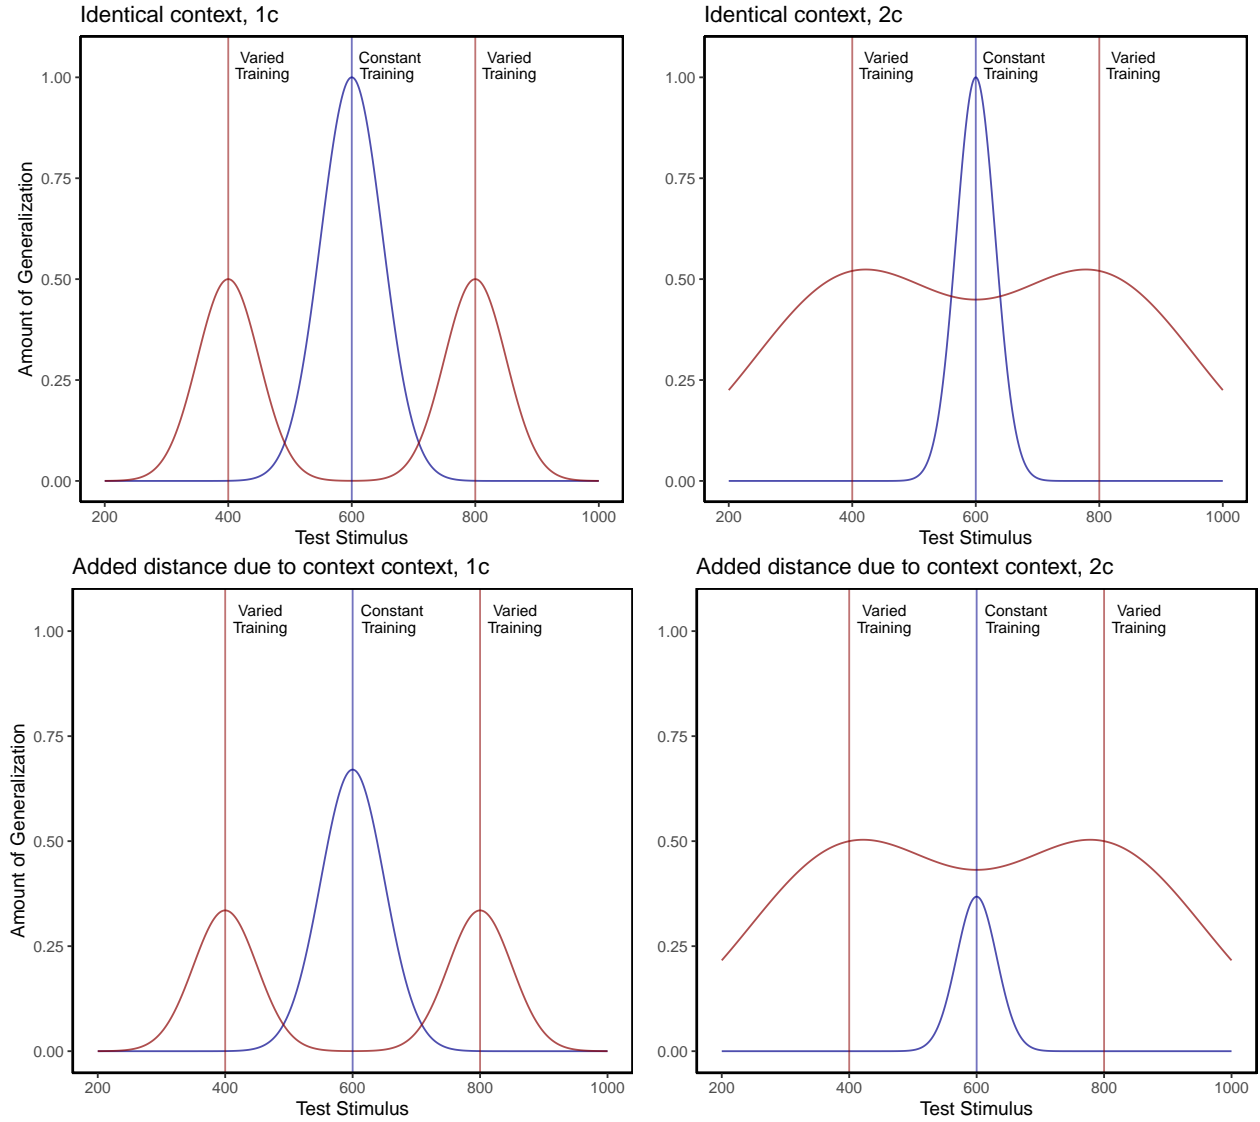 Identical context, 1c
Varied
Training
Constant
Training
Varied
Training
1.00
0.75
0.50
0.25
0.00
Amount of Generalization
200
400
600
800
1000
Test Stimulus
Identical context, 2c
Varied
Training
Constant
Training
Varied
Training
1.00
0.75
0.50
0.25
0.00
200
400
600
800
1000
Test Stimulus
Added distance due to context context, 1c
Varied
Training
Constant
Training
Varied
Training
1.00
0.75
0.50
0.25
0.00
Amount of Generalization
200
400
600
800
1000
Test Stimulus
Added distance due to context context, 2c
Varied
Training
Constant
Training
Varied
Training
1.00
0.75
0.50
0.25
0.00
200
400
600
800
1000
Test Stimulus